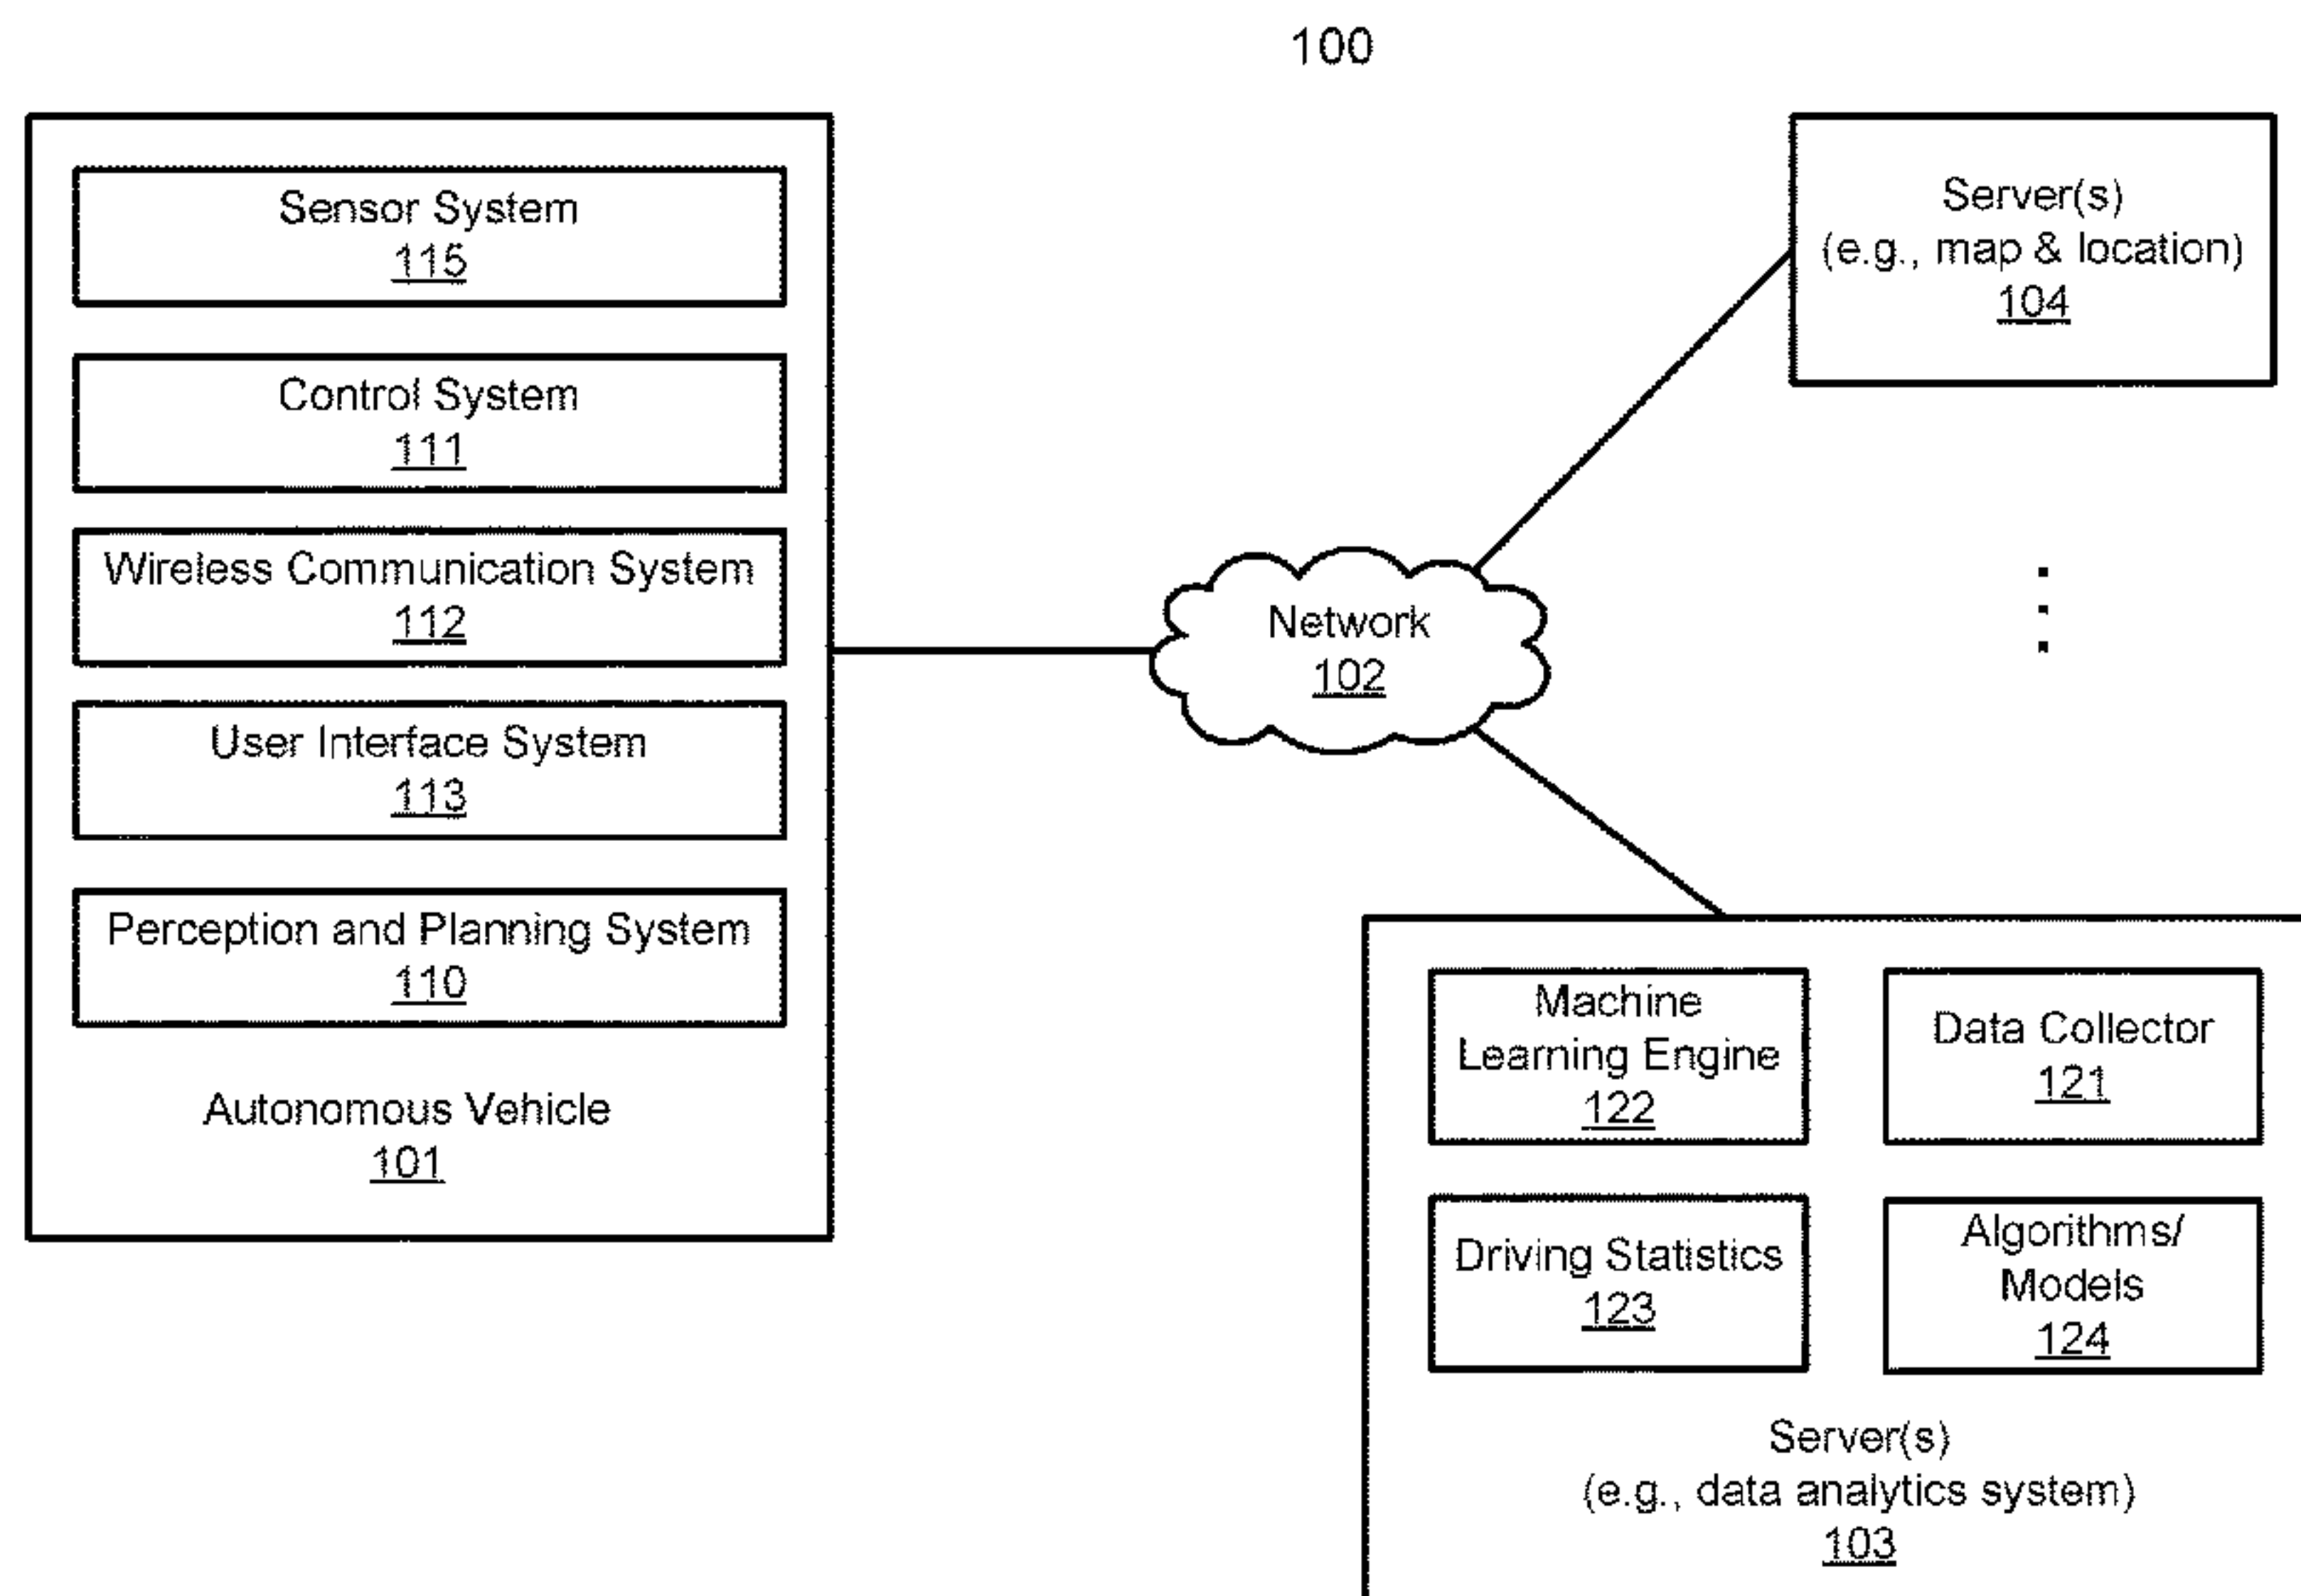 100
Sensor System
115
Control System
111
Wireless Communication System
112
User Interface System
113
Perception and Planning System
110
Autonomous Vehicle
101
Network
102
Server(s)
(e.g., map & location)
104
Machine
Learning Engine
122
Data Collector
121
Driving Statistics
123
Algorithms/
Models
124
Server(s)
(e.g., data analytics system)
103